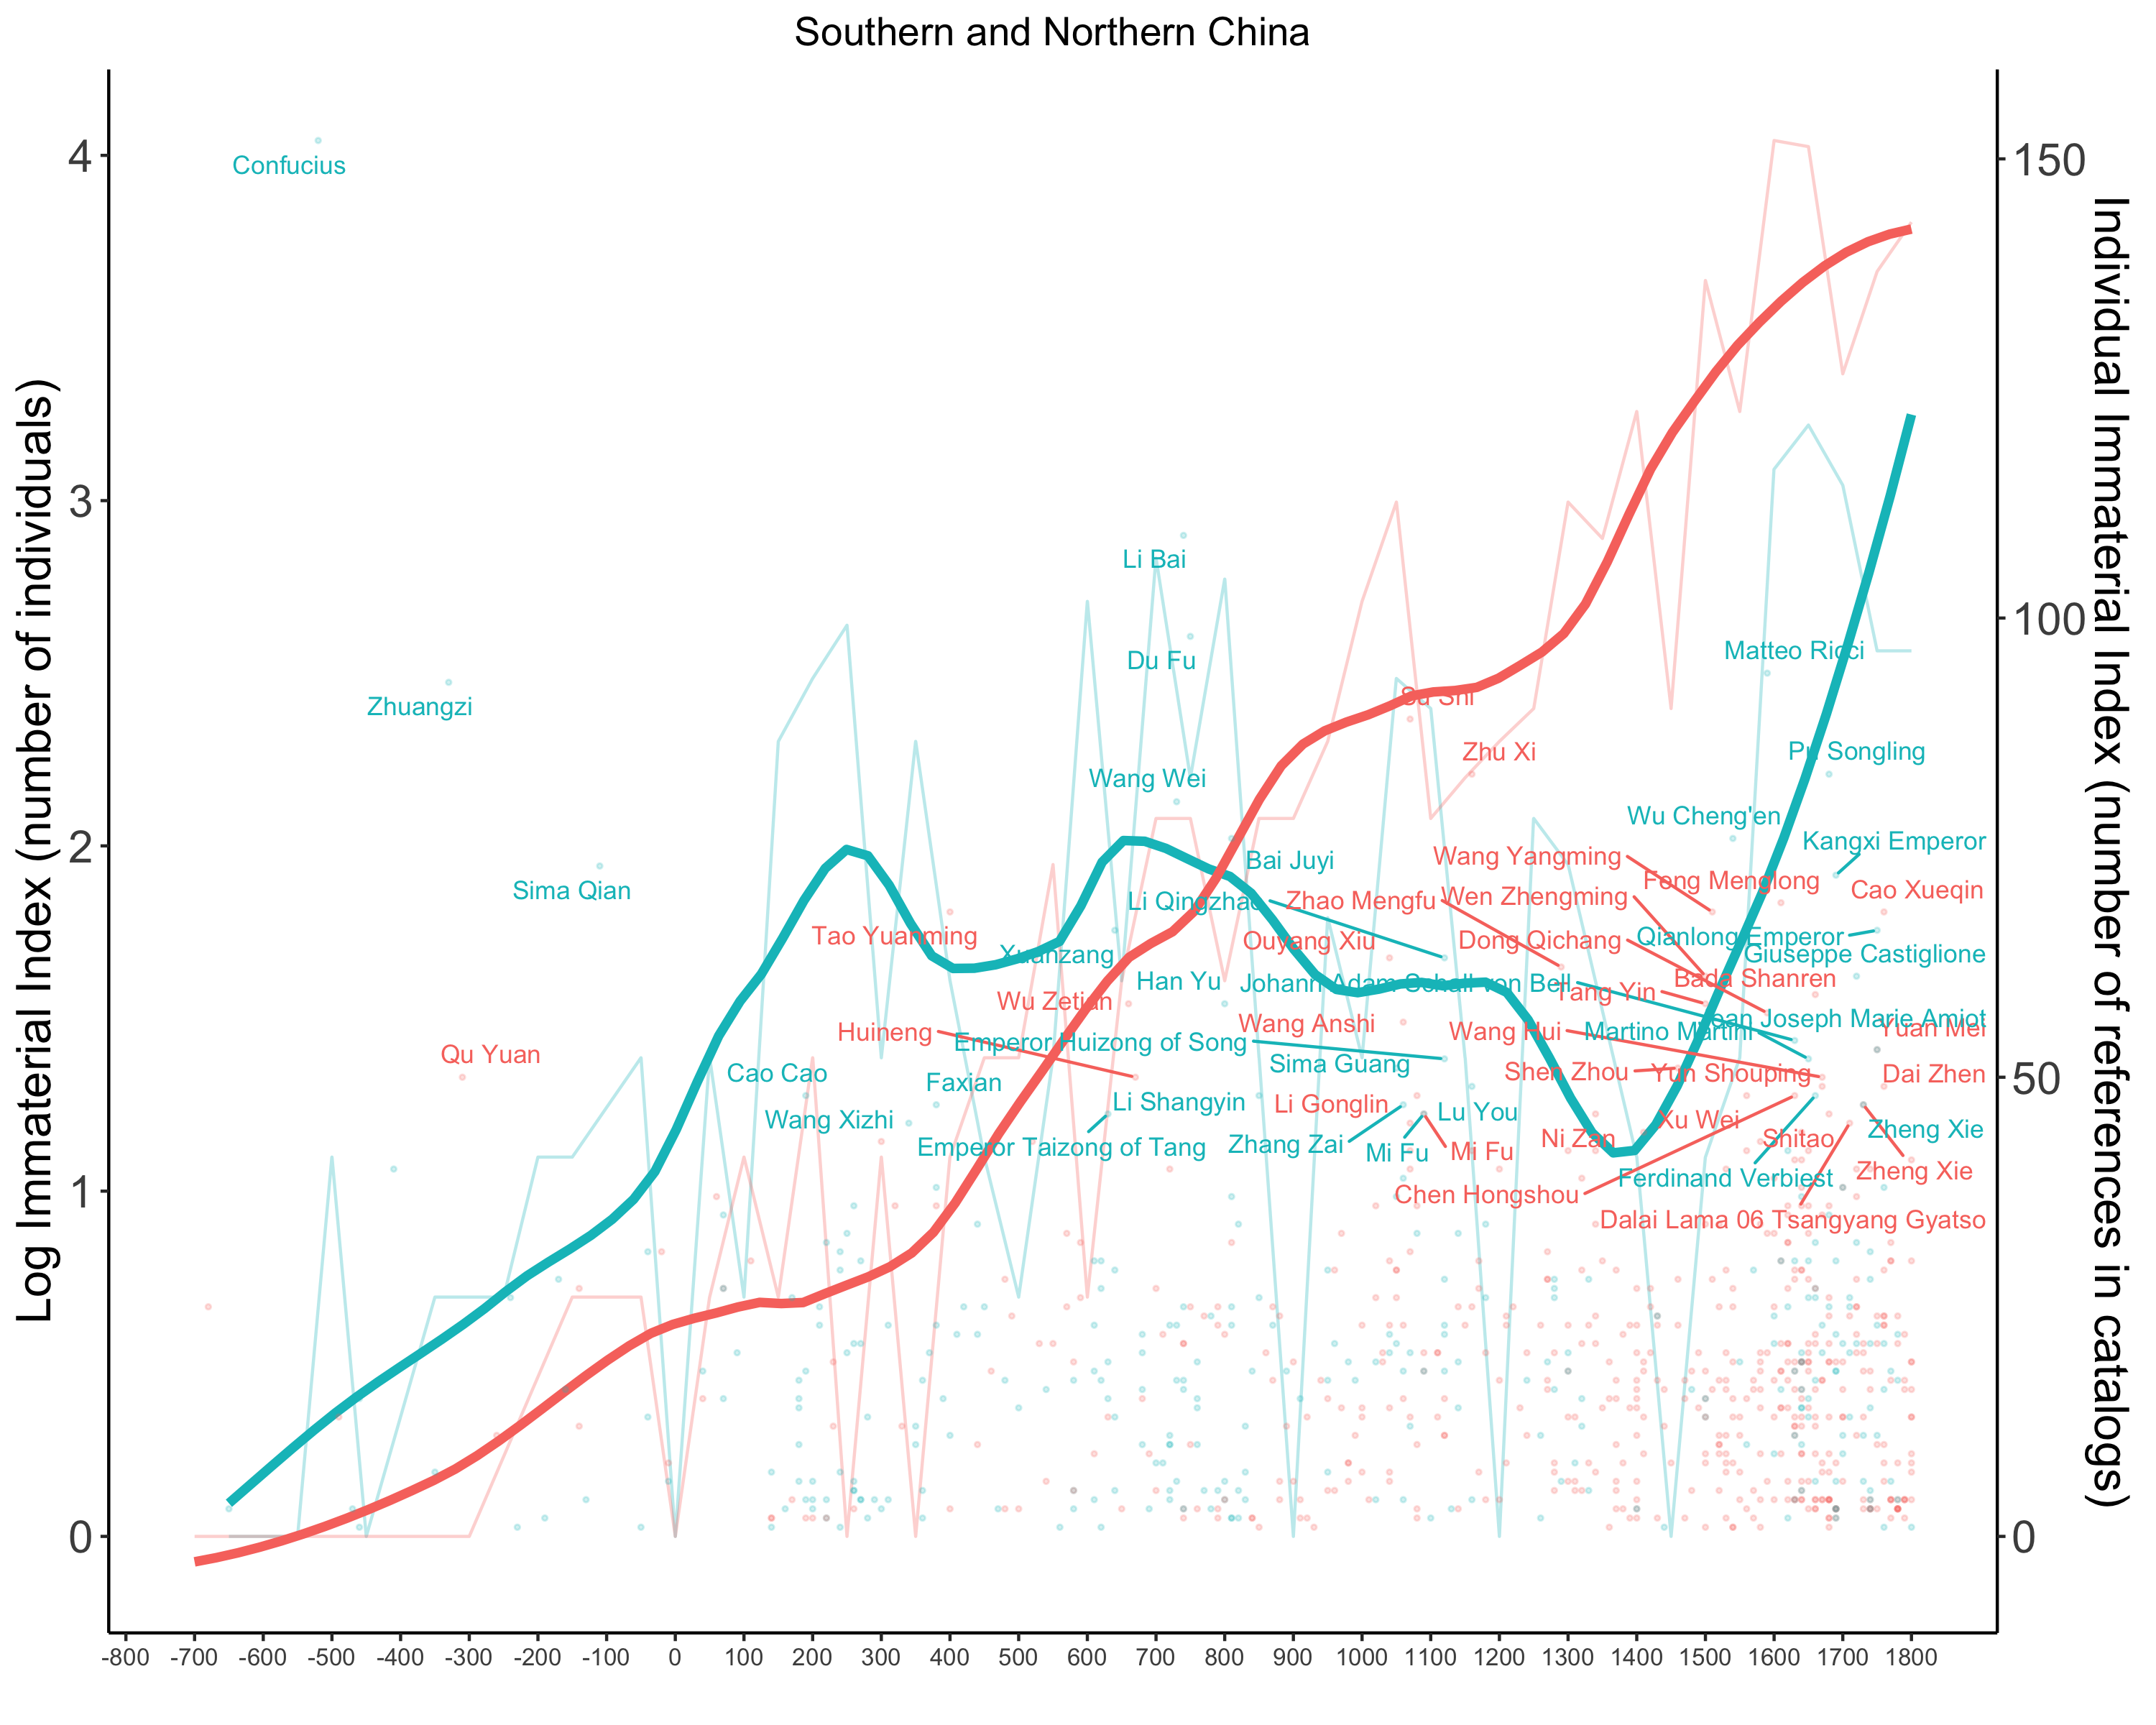 Southern and Northern China
Log Immaterial Index (number of individuals)
4
3
2
1
0
Individual Immaterial Index (number of references in catalogs)
150
100
50
0
Confucius
Li Bai
Du Fu
Matteo Ricci
Zhuangzi
Su Shi
Zhu Xi
Pu Songling
Wang Wei
Wu Cheng'en
Kangxi Emperor
Bai Juyi
Wang Yangming
Feng Menglong
Sima Qian
Cao Xueqin
Li Qingzhao
Zhao Mengfu
Wen Zhengming
Tao Yuanming
Ouyang Xiu
Dong Qichang
Qianlong Emperor
Xuanzang
Giuseppe Castiglione
Han Yu
Johann Adam Schall von Bell
Bada Shanren
Tang Yin
Wu Zetian
Wang Anshi
Jean Joseph Marie Amiot
Huineng
Wang Hui
Martino Martini
Yuan Mei
Emperor Huizong of Song
Qu Yuan
Sima Guang
Cao Cao
Shen Zhou
Yun Shouping
Dai Zhen
Faxian
Li Shangyin
Li Gonglin
Lu You
Wang Xizhi
Xu Wei
Zheng Xie
Emperor Taizong of Tang
Zhang Zai
Mi Fu
Mi Fu
Ni Zan
Shitao
Zheng Xie
Ferdinand Verbiest
Chen Hongshou
Dalai Lama 06 Tsangyang Gyatso
-800 -700 -600 -500 -400 -300 -200 -100 0 100 200 300 400 500 600 700 800 900 1000 1100 1200 1300 1400 1500 1600 1700 1800